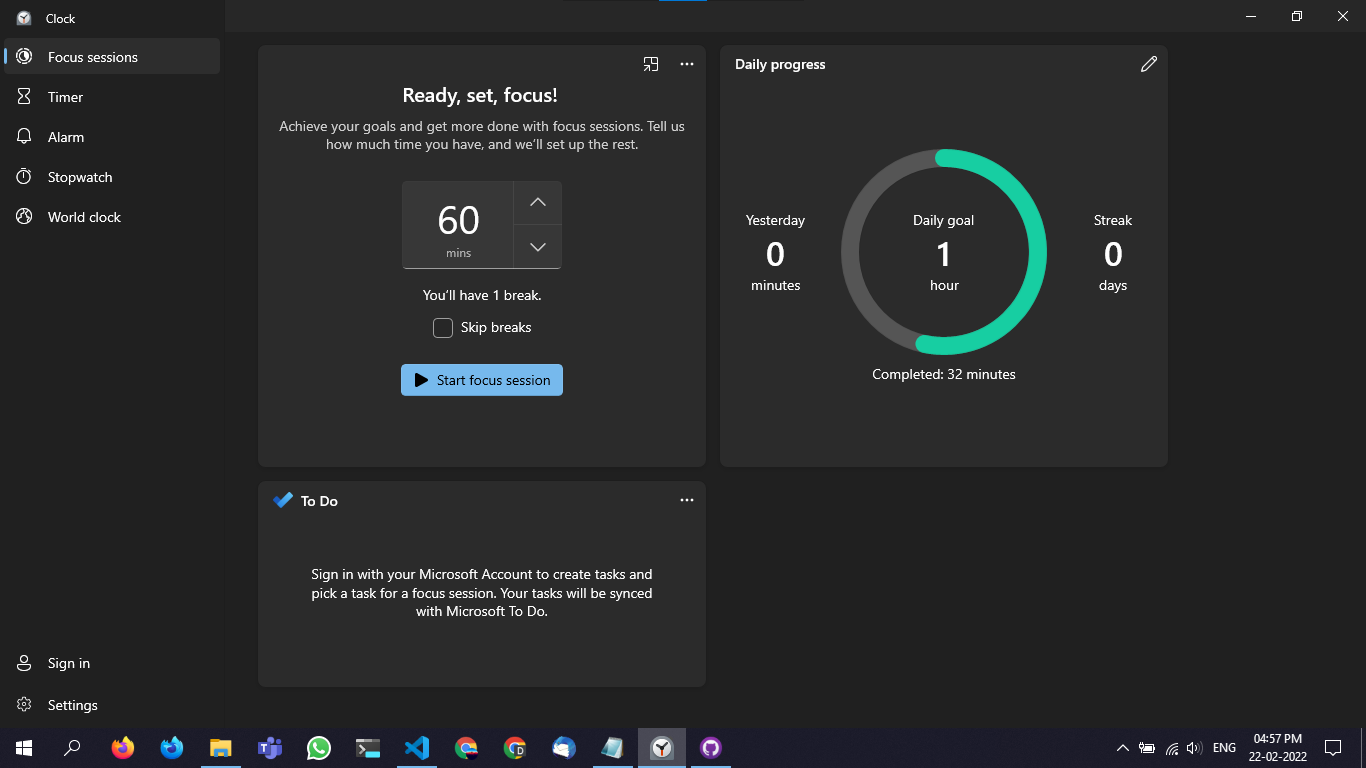 Clock
Focus sessions
Timer
Alarm
Stopwatch
World clock
Sign in
Settings
Ready, set, focus!
Achieve your goals and get more done with focus sessions. Tell us
how much time you have, and we'll set up the rest.
60
mins
You'll have 1 break.
Skip breaks
Start focus session
Daily progress
Yesterday
0
minutes
Daily goal
1
hour
Streak
0
days
Completed: 32 minutes
To Do
Sign in with your Microsoft Account to create tasks and
pick a task for a focus session. Your tasks will be synced
with Microsoft To Do.
D
ENG
04:57 PM
22-02-2022